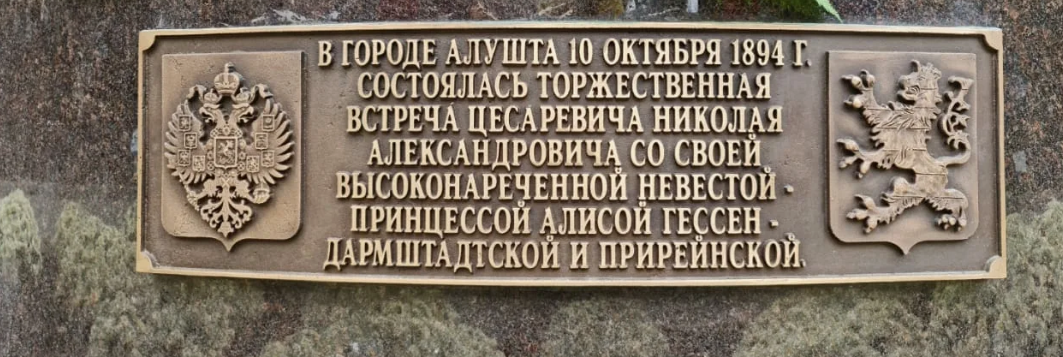 В ГОРОДЕ АЛУШТА 10 ОКТЯБРЯ 1894 Г.
СОСТОЯЛАСЬ ТОРЖЕСТВЕННАЯ
ВСТРЕЧА ЦЕСАРЕВИЧА НИКОЛАЯ
АЛЕКСАНДРОВИЧА СО СВОЕЙ
ВЫСОКОНАРЕЧЕННОЙ НЕВЕСТОЙ -
ПРИНЦЕССОЙ АЛИСОЙ ГЕССЕН -
ДАРМШТАДТСКОЙ И ПРИРЕЙНСКОЙ.